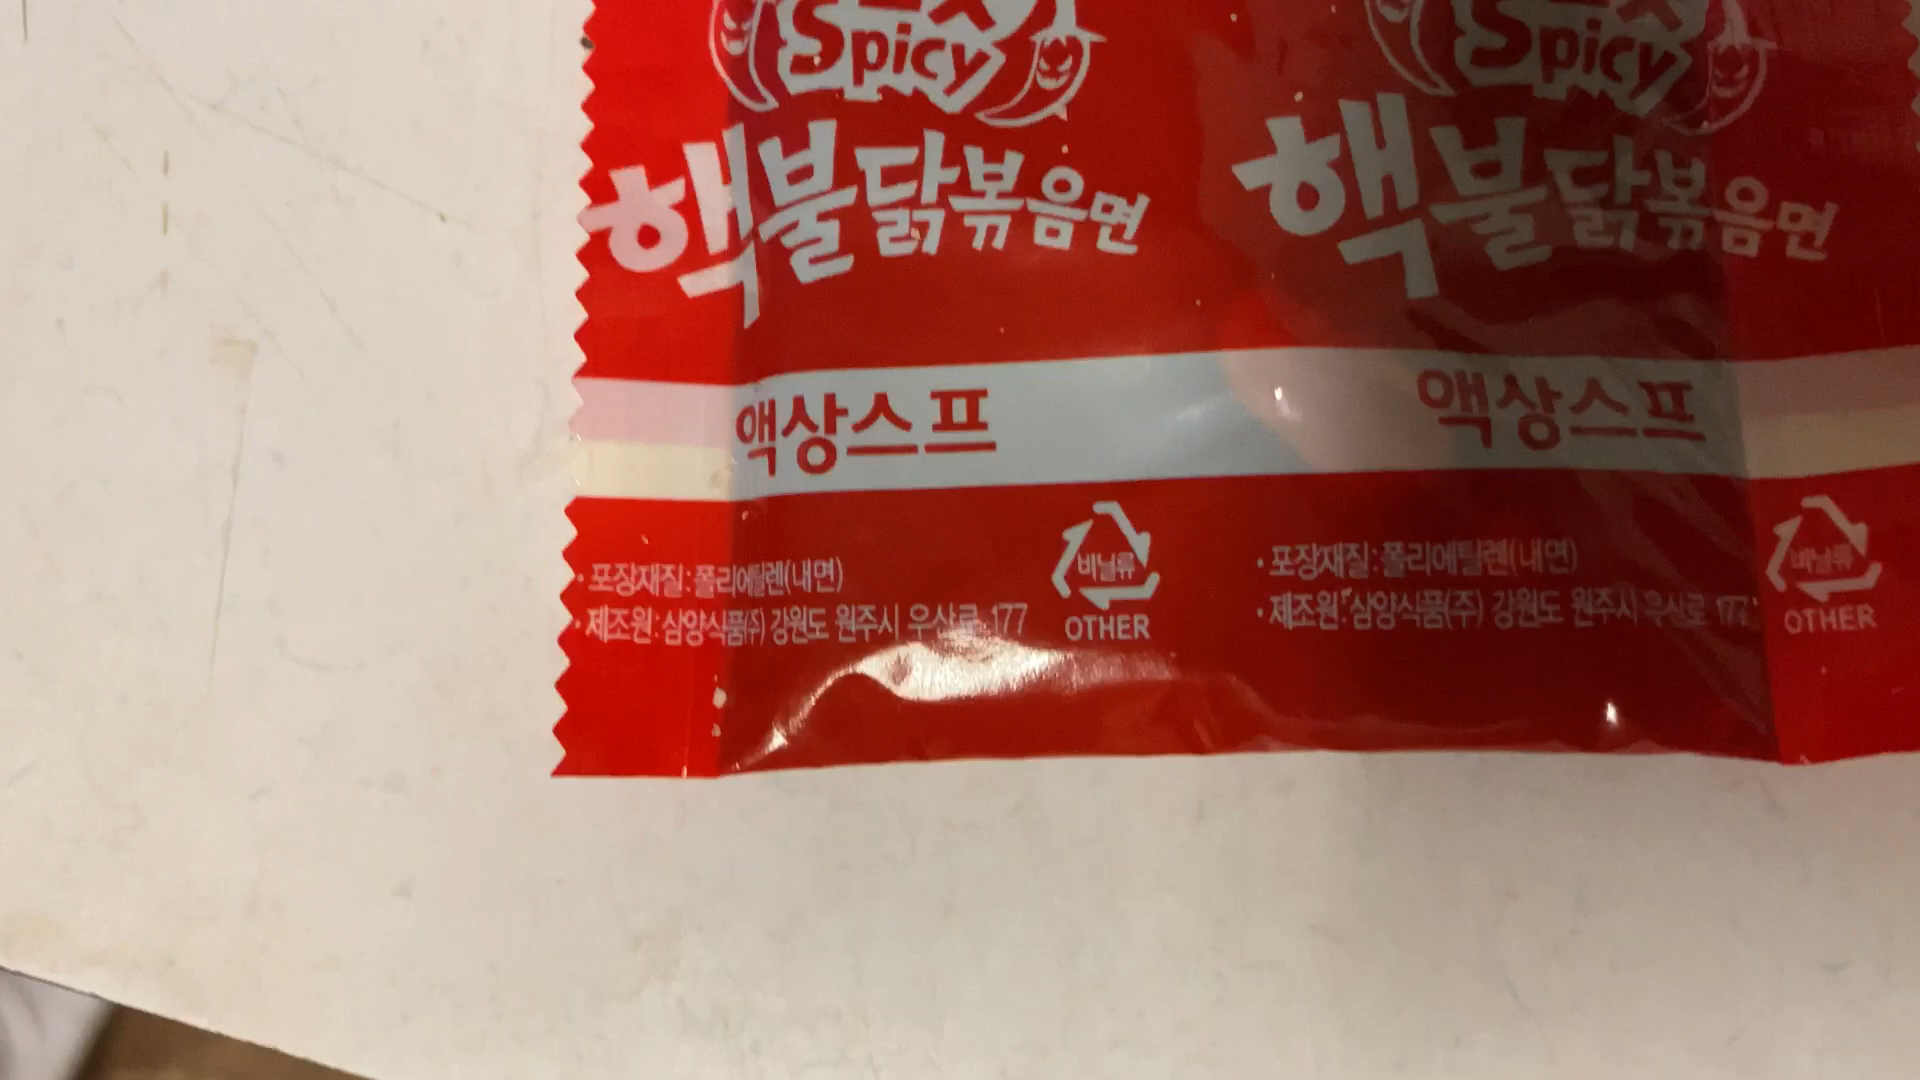 Spicy
핵불닭볶음면
액상스프
· 포장재질:폴리에틸렌(내면)
· 제조원:삼양식품(주) 강원도 원주시 우산로 177
비닐류
OTHER
Spicy
핵불닭볶음면
액상스프
· 포장재질:폴리에틸렌(내면)
· 제조원:삼양식품(주) 강원도 원주시 우산로 177
비닐류
OTHER